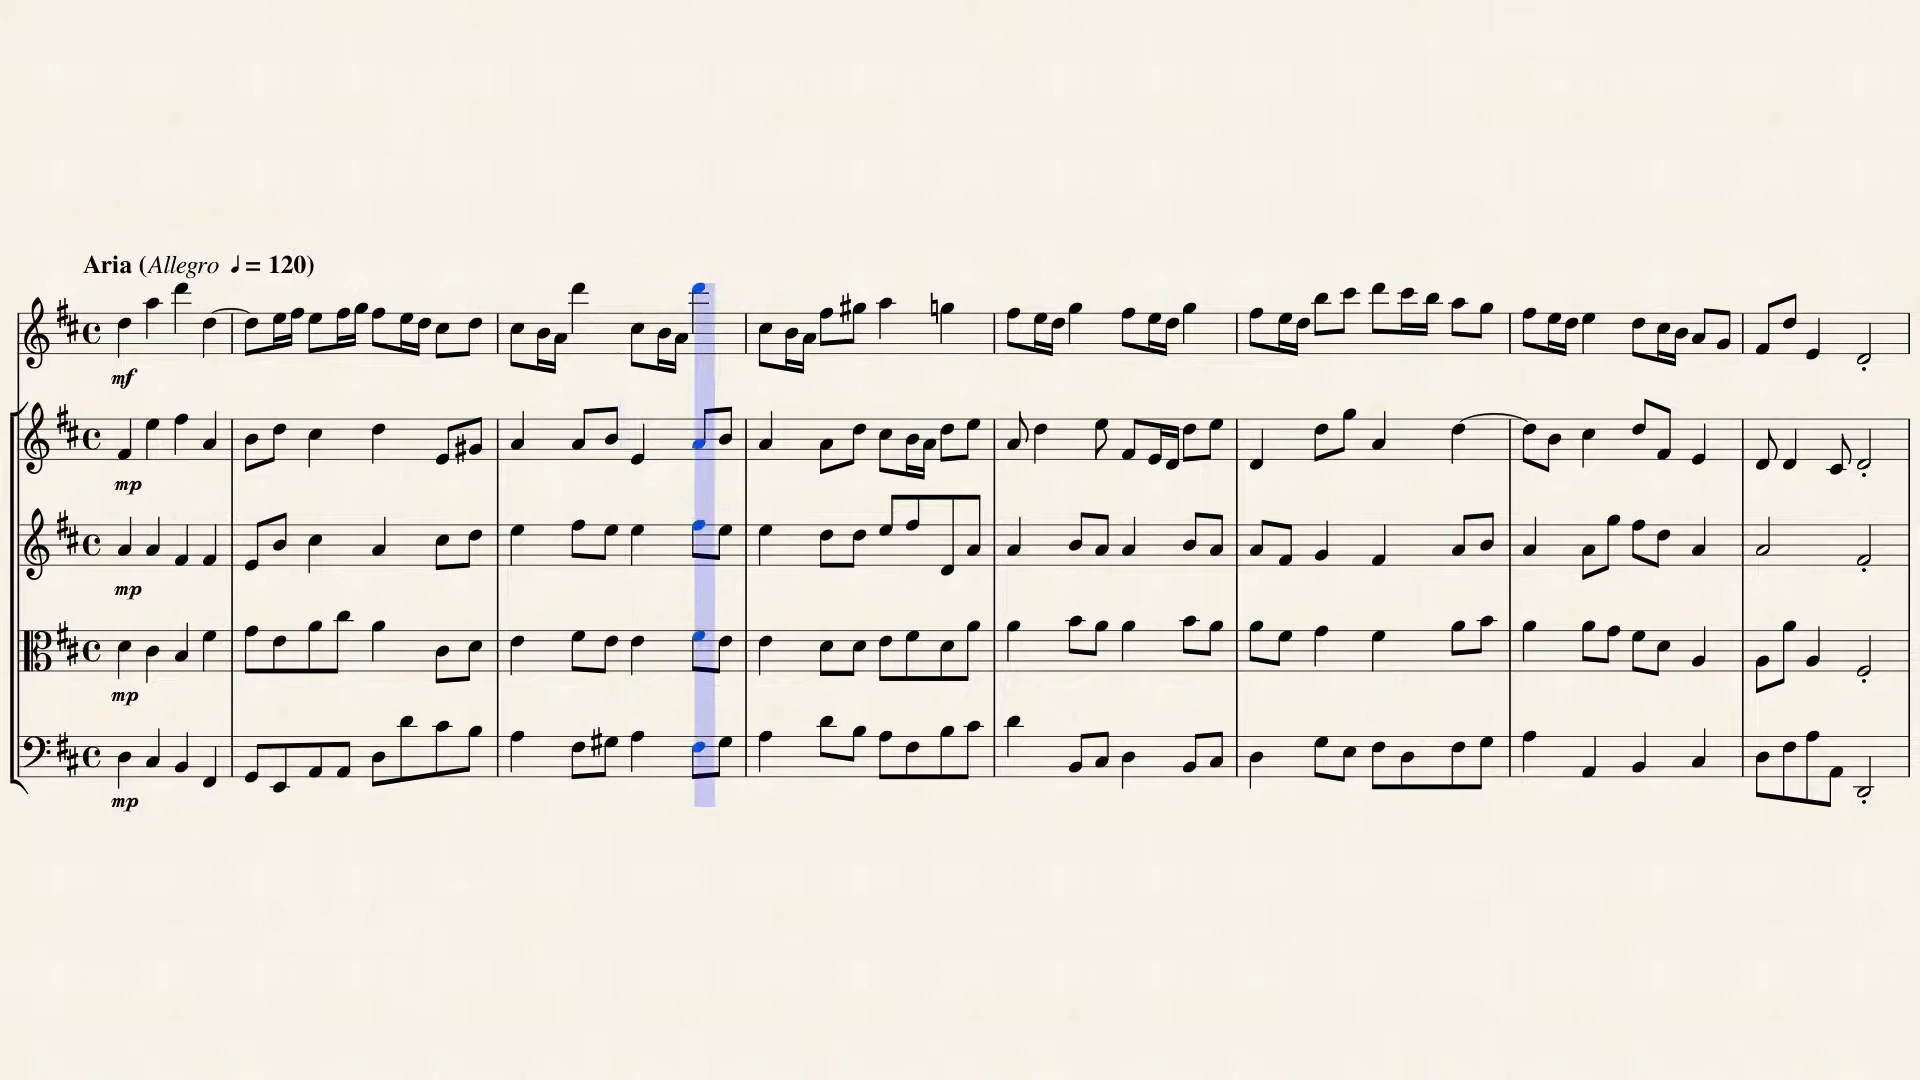 Aria (Allegro ♩ = 120)
mf
mp
mp
mp
mp